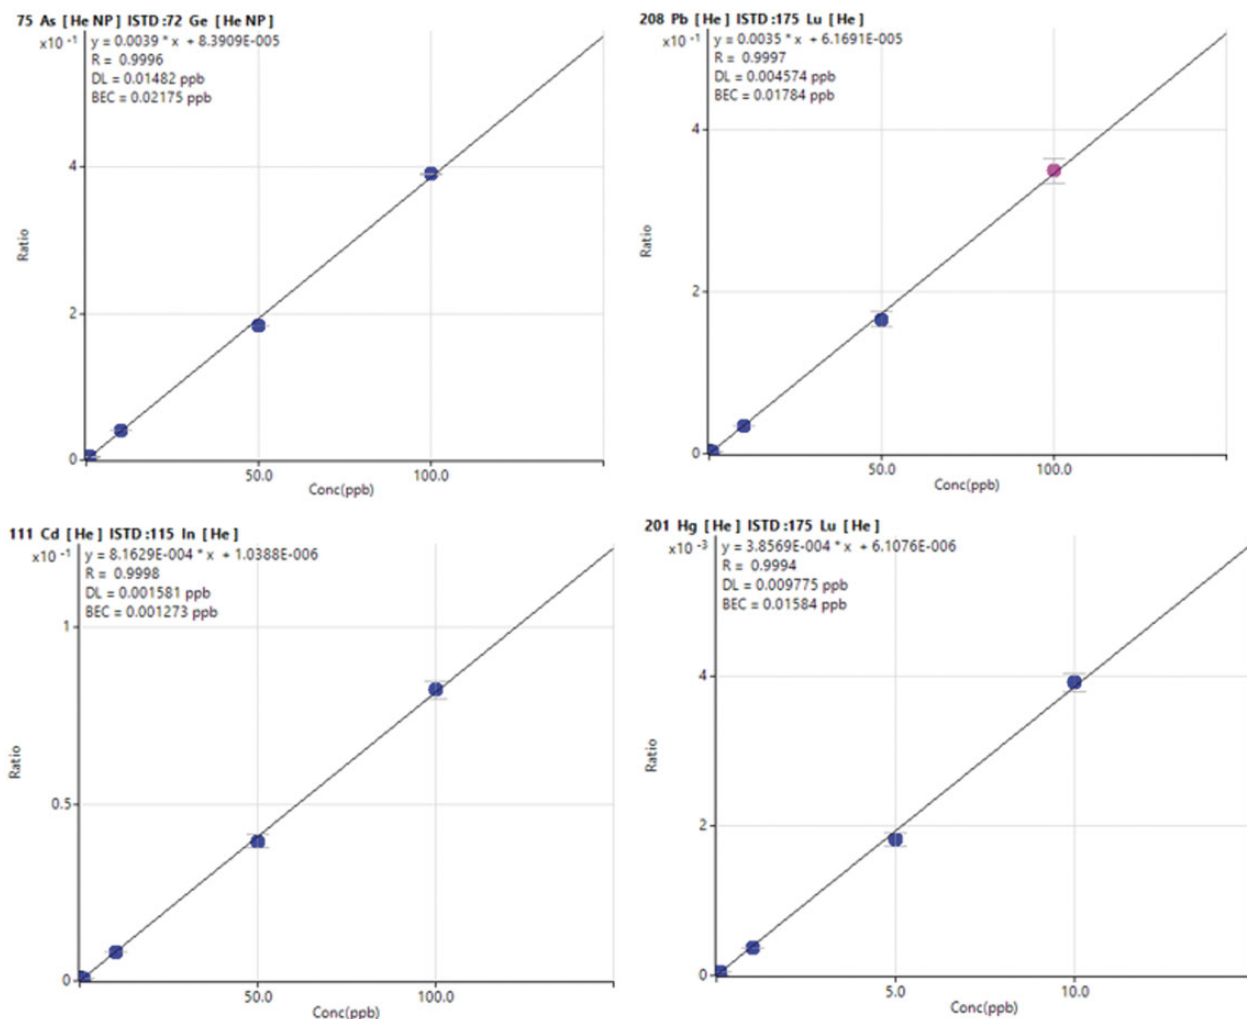 75 As [He NP] ISTD:72 Ge [He NP]
x10 -1
y = 0.0039 * x + 8.3909E-005
R = 0.9996
DL = 0.01482 ppb
BEC = 0.02175 ppb
4
2
0
Ratio
50.0
100.0
Conc(ppb)
208 Pb [He] ISTD:175 Lu [He]
x10 -1
y = 0.0035 * x + 6.1691E-005
R = 0.9997
DL = 0.004574 ppb
BEC = 0.01784 ppb
4
2
0
Ratio
50.0
100.0
Conc(ppb)
111 Cd [He] ISTD:115 In [He]
x10 -1
y = 8.1629E-004 * x + 1.0388E-006
R = 0.9998
DL = 0.001581 ppb
BEC = 0.001273 ppb
1
0.5
0
Ratio
50.0
100.0
Conc(ppb)
201 Hg [He] ISTD:175 Lu [He]
x10 -3
y = 3.8569E-004 * x + 6.1076E-006
R = 0.9994
DL = 0.009775 ppb
BEC = 0.01584 ppb
4
2
0
Ratio
5.0
10.0
Conc(ppb)